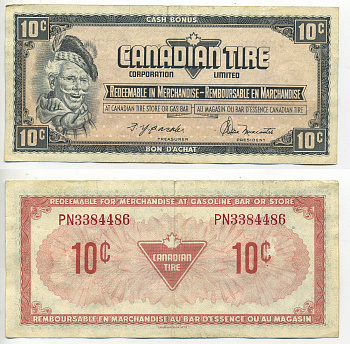 10¢ CASH BONUS 10¢
CANADIAN TIRE
CORPORATION LIMITED
REDEEMABLE IN MERCHANDISE – REMBOURSABLE EN MARCHANDISE
AT CANADIAN TIRE STORE OR GAS BAR AU MAGASIN OU BAR D'ESSENCE CANADIAN TIRE
TREASURER PRESIDENT
10¢ BON D'ACHAT 10¢
REDEEMABLE FOR MERCHANDISE AT GASOLINE BAR OR STORE
PN3384486 PN3384486
10¢ CANADIAN TIRE 10¢
REMBOURSABLE EN MARCHANDISE AU BAR D'ESSENCE OU AU MAGASIN